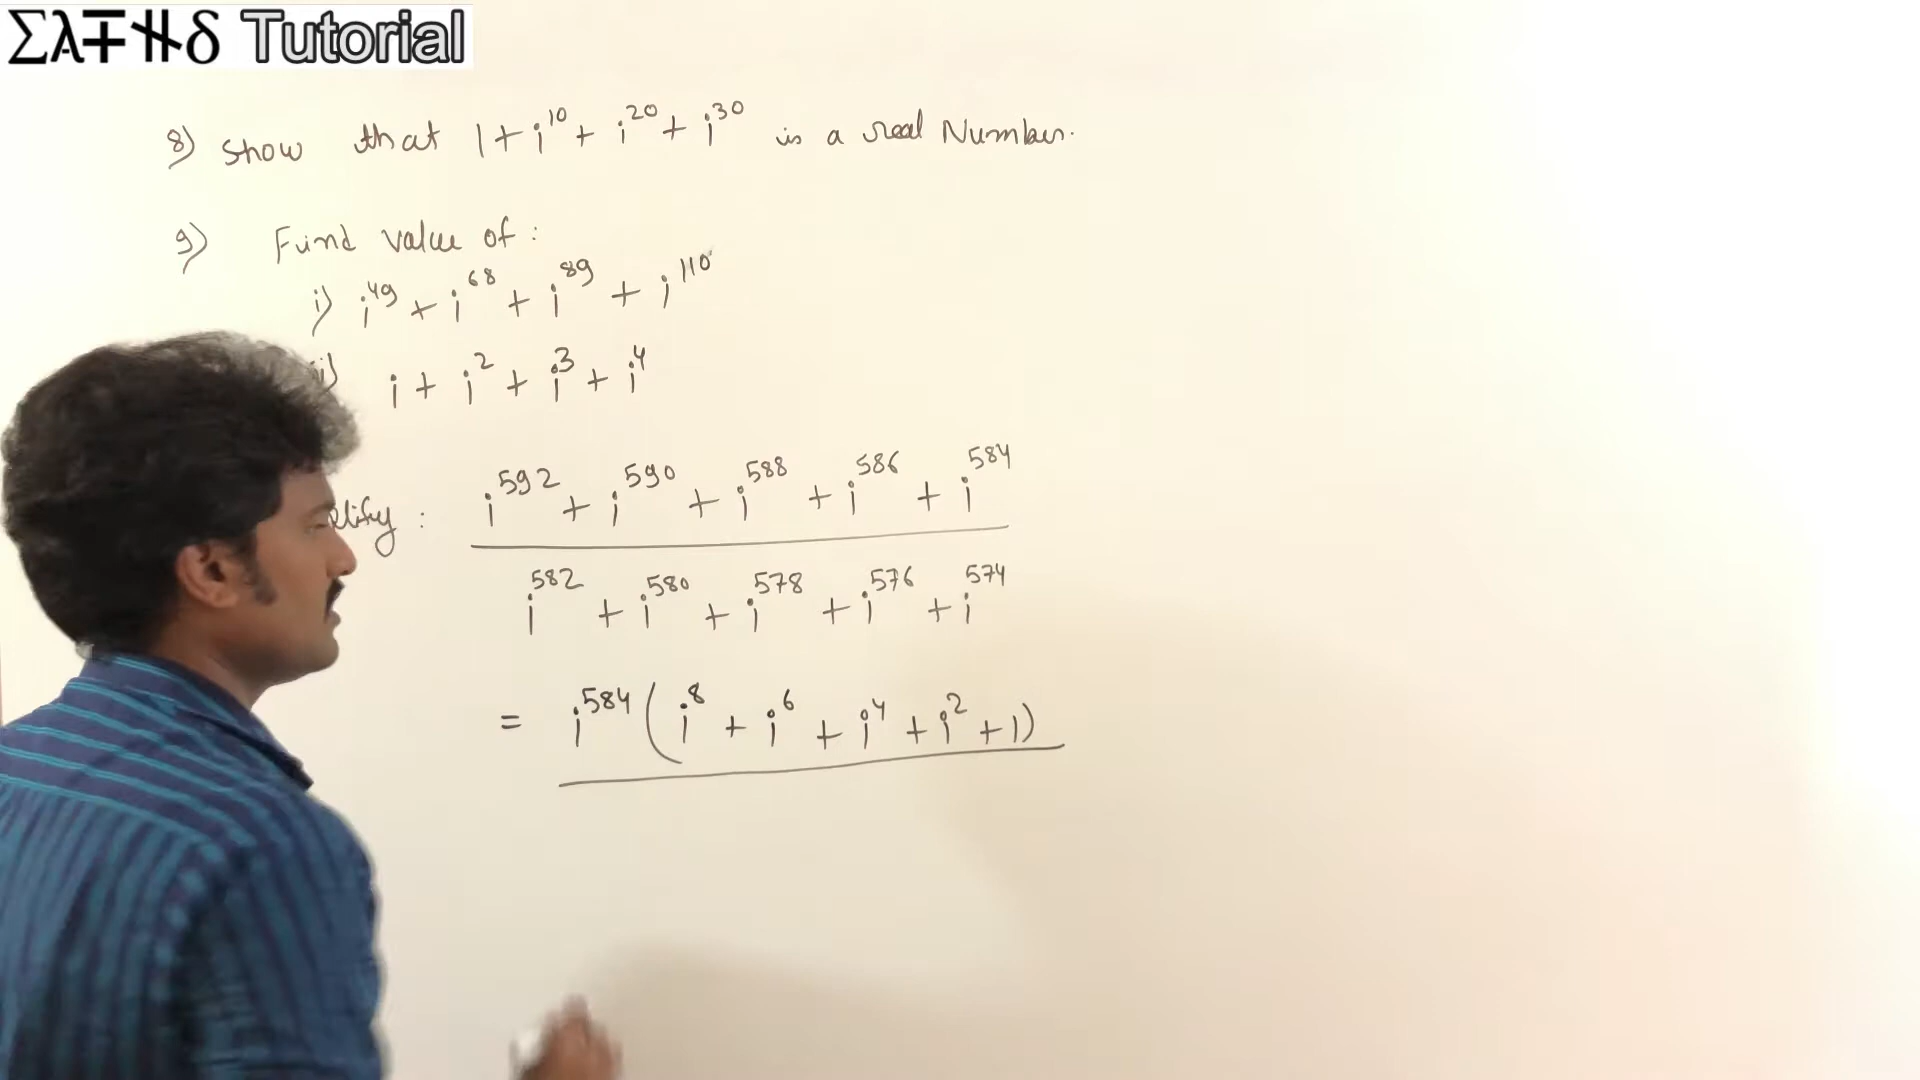 ΣλŦHδ Tutorial
8) Show that 1 + i^10 + i^20 + i^30 is a real Number.
9) Find value of :
i) i^49 + i^68 + i^89 + i^110
i + i^2 + i^3 + i^4
: i^592 + i^590 + i^588 + i^586 + i^584
i^582 + i^580 + i^578 + i^576 + i^574
= i^584 ( i^8 + i^6 + i^4 + i^2 + 1 )